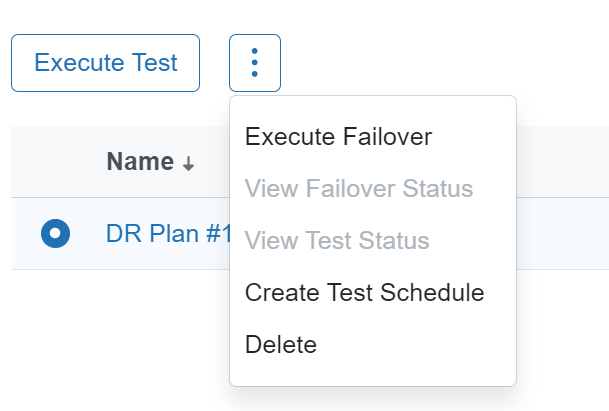 Execute Test
Execute Failover
Name ↓
View Failover Status
DR Plan #1
View Test Status
Create Test Schedule
Delete